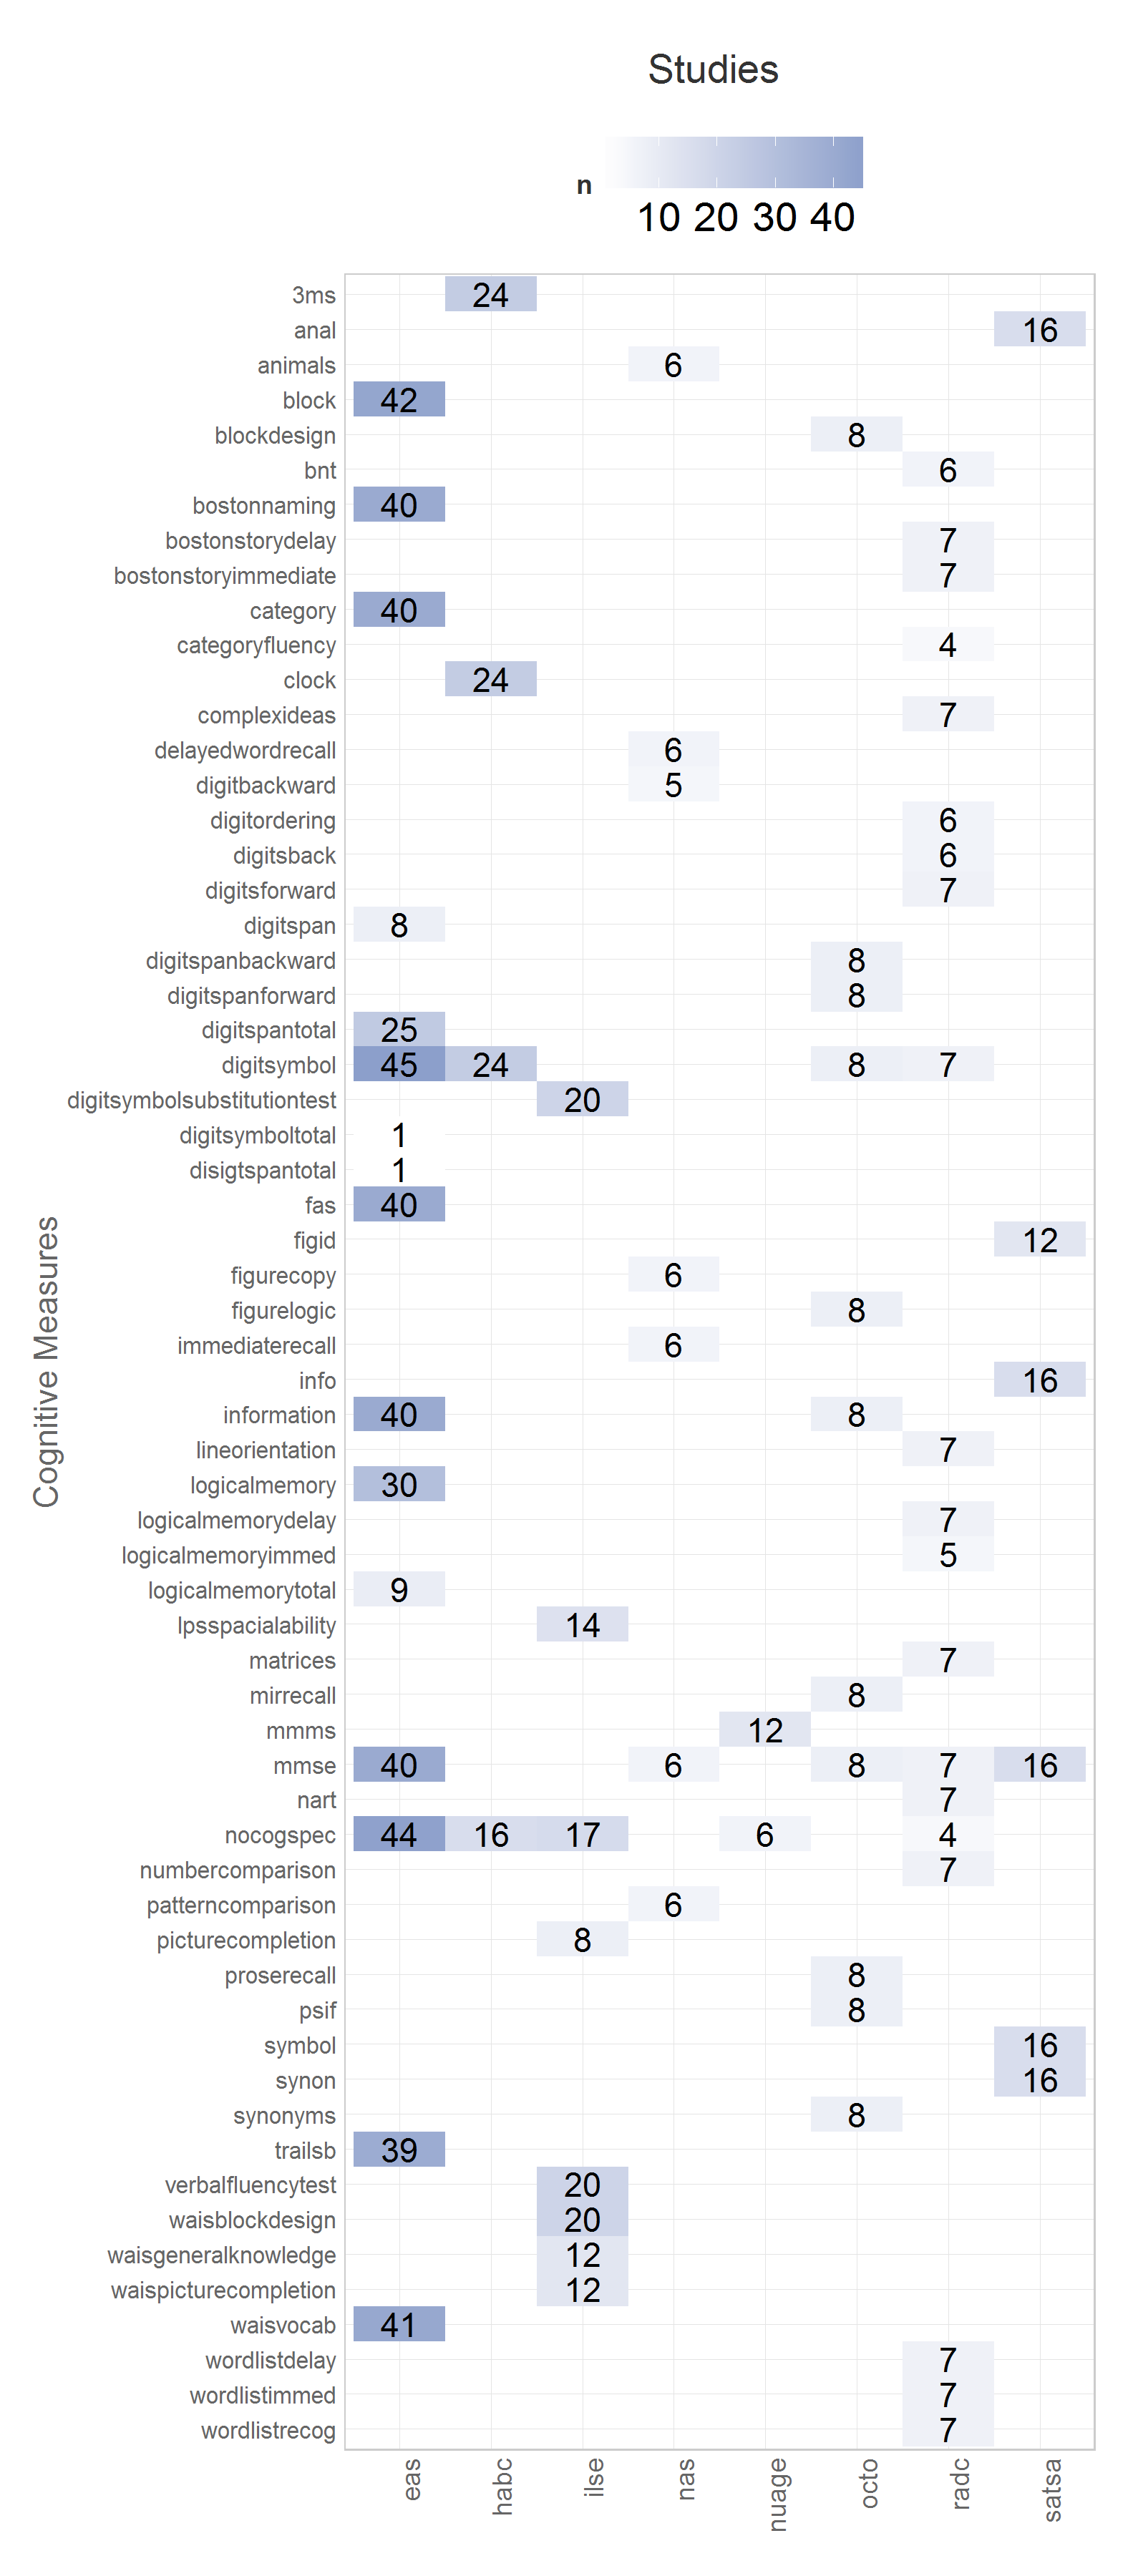 Studies
n
10 20 30 40
3ms 24
anal 16
animals 6
block 42
blockdesign 8
bnt 6
bostonnaming 40
bostonstorydelay 7
bostonstoryimmediate 7
category 40
categoryfluency 4
clock 24
complexideas 7
delayedwordrecall 6
digitbackward 5
digitordering 6
digitsback 6
digitsforward 7
digitspan 8
digitspanbackward 8
digitspanforward 8
digitspantotal 25
digitsymbol 45 24 8 7
digitsymbolsubstitutiontest 20
digitsymboltotal 1
disigtspantotal 1
fas 40
figid 12
figurecopy 6
figurelogic 8
immediaterecall 6
info 16
information 40 8
lineorientation 7
logicalmemory 30
logicalmemorydelay 7
logicalmemoryimmed 5
logicalmemorytotal 9
lpsspacialability 14
matrices 7
mirrecall 8
mmms 12
mmse 40 6 8 7 16
nart 7
nocogspec 44 16 17 6 4
numbercomparison 7
patterncomparison 6
picturecompletion 8
proserecall 8
psif 8
symbol 16
synon 16
synonyms 8
trailsb 39
verbalfluencytest 20
waisblockdesign 20
waisgeneralknowledge 12
waispicturecompletion 12
waisvocab 41
wordlistdelay 7
wordlistimmed 7
wordlistrecog 7
Cognitive Measures
eas habc ilse nas nuage octo radc satsa